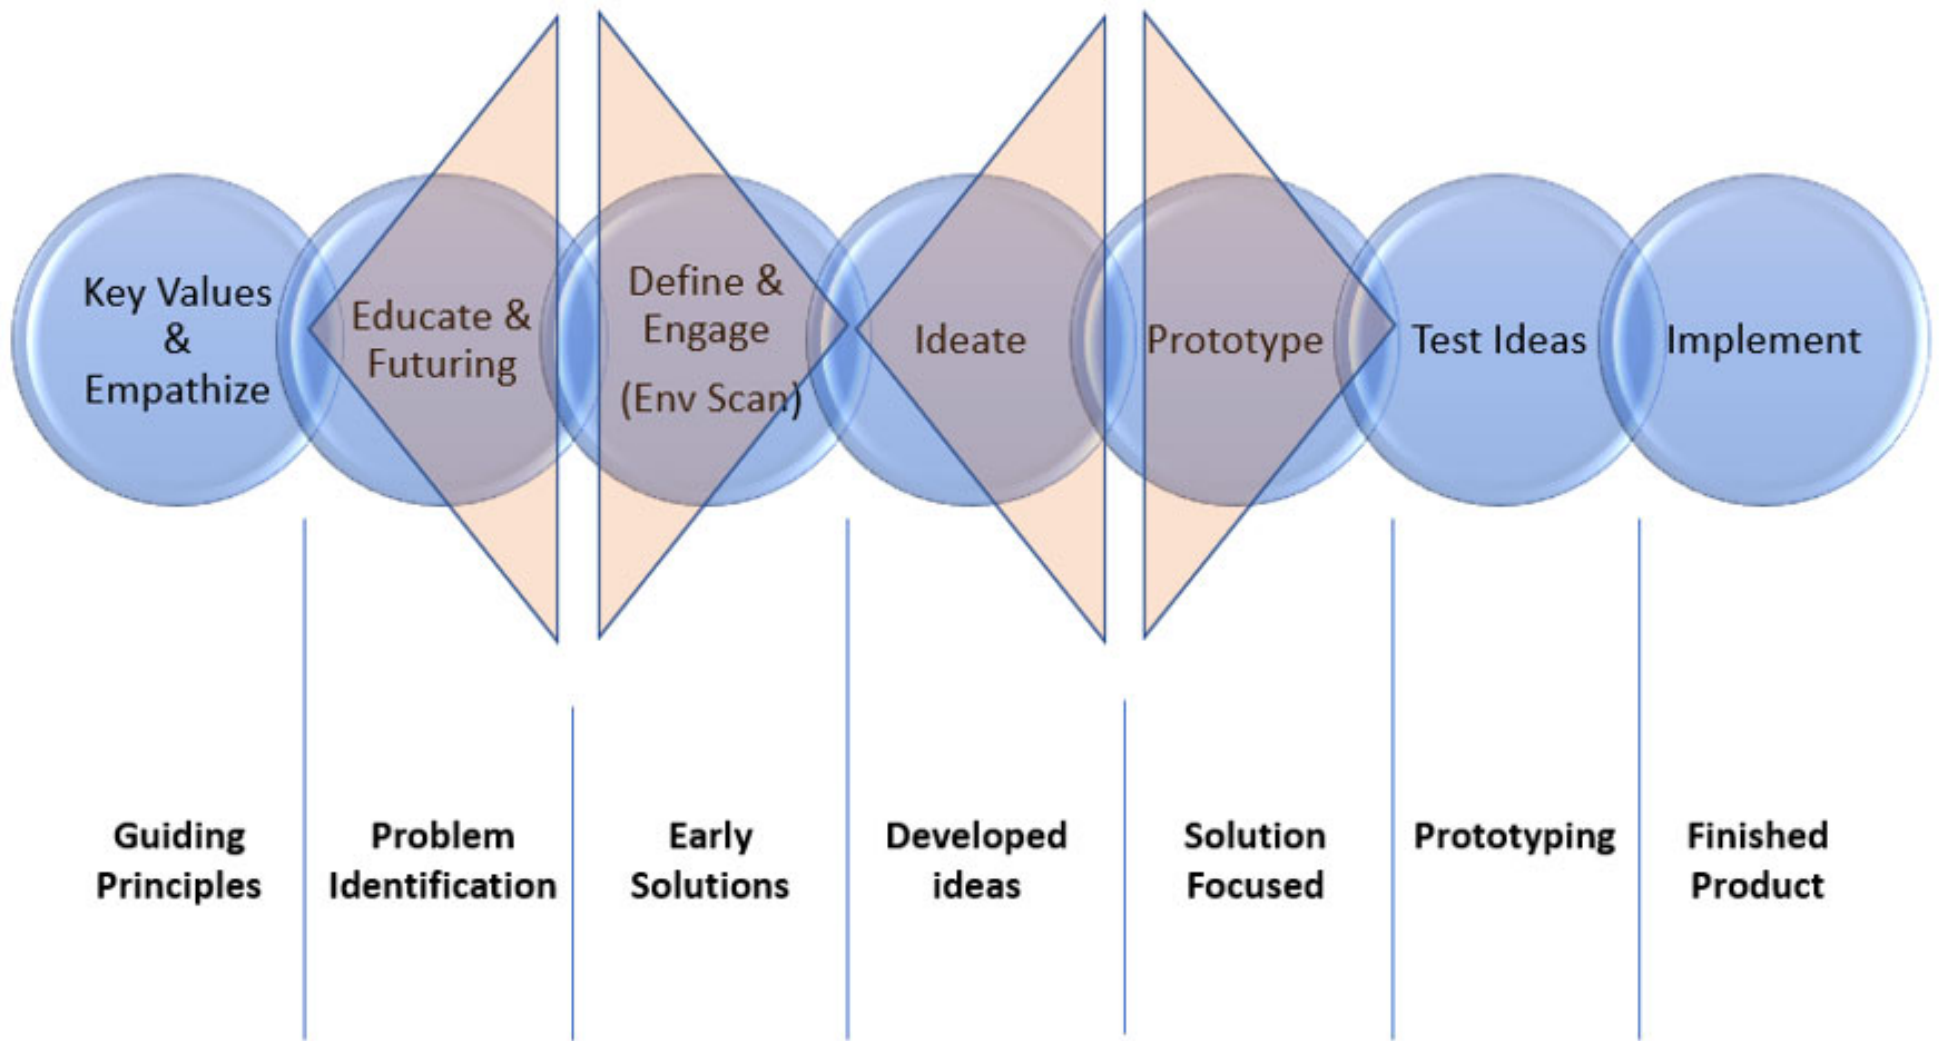 Key Values
&
Empathize
Educate &
Futuring
Define &
Engage
(Env Scan)
Ideate
Prototype
Test Ideas
Implement
Guiding
Principles
Problem
Identification
Early
Solutions
Developed
ideas
Solution
Focused
Prototyping
Finished
Product